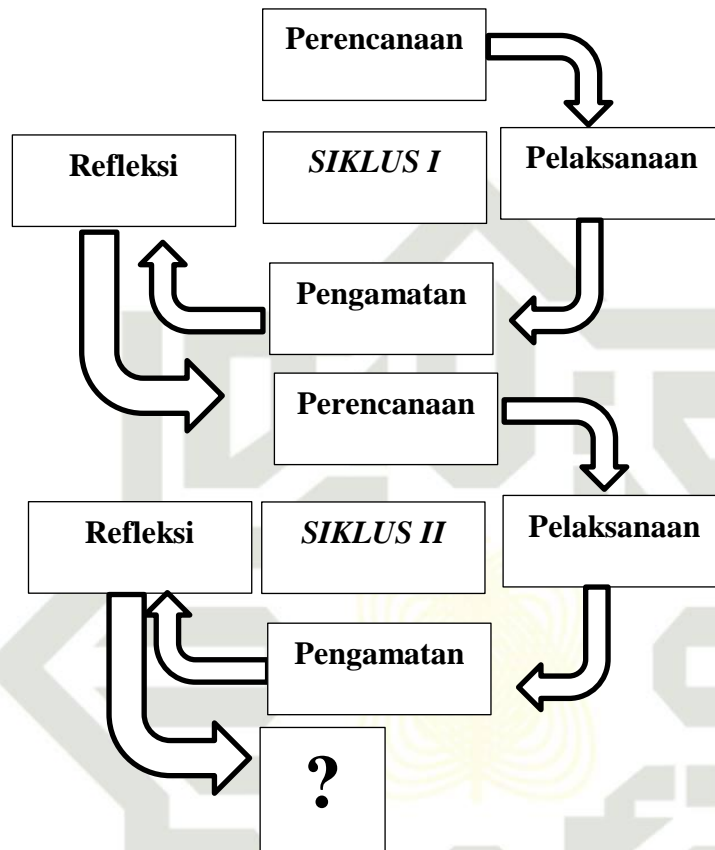 Perencanaan
Refleksi
SIKLUS I
Pelaksanaan
Pengamatan
Perencanaan
Refleksi
SIKLUS II
Pelaksanaan
Pengamatan
?